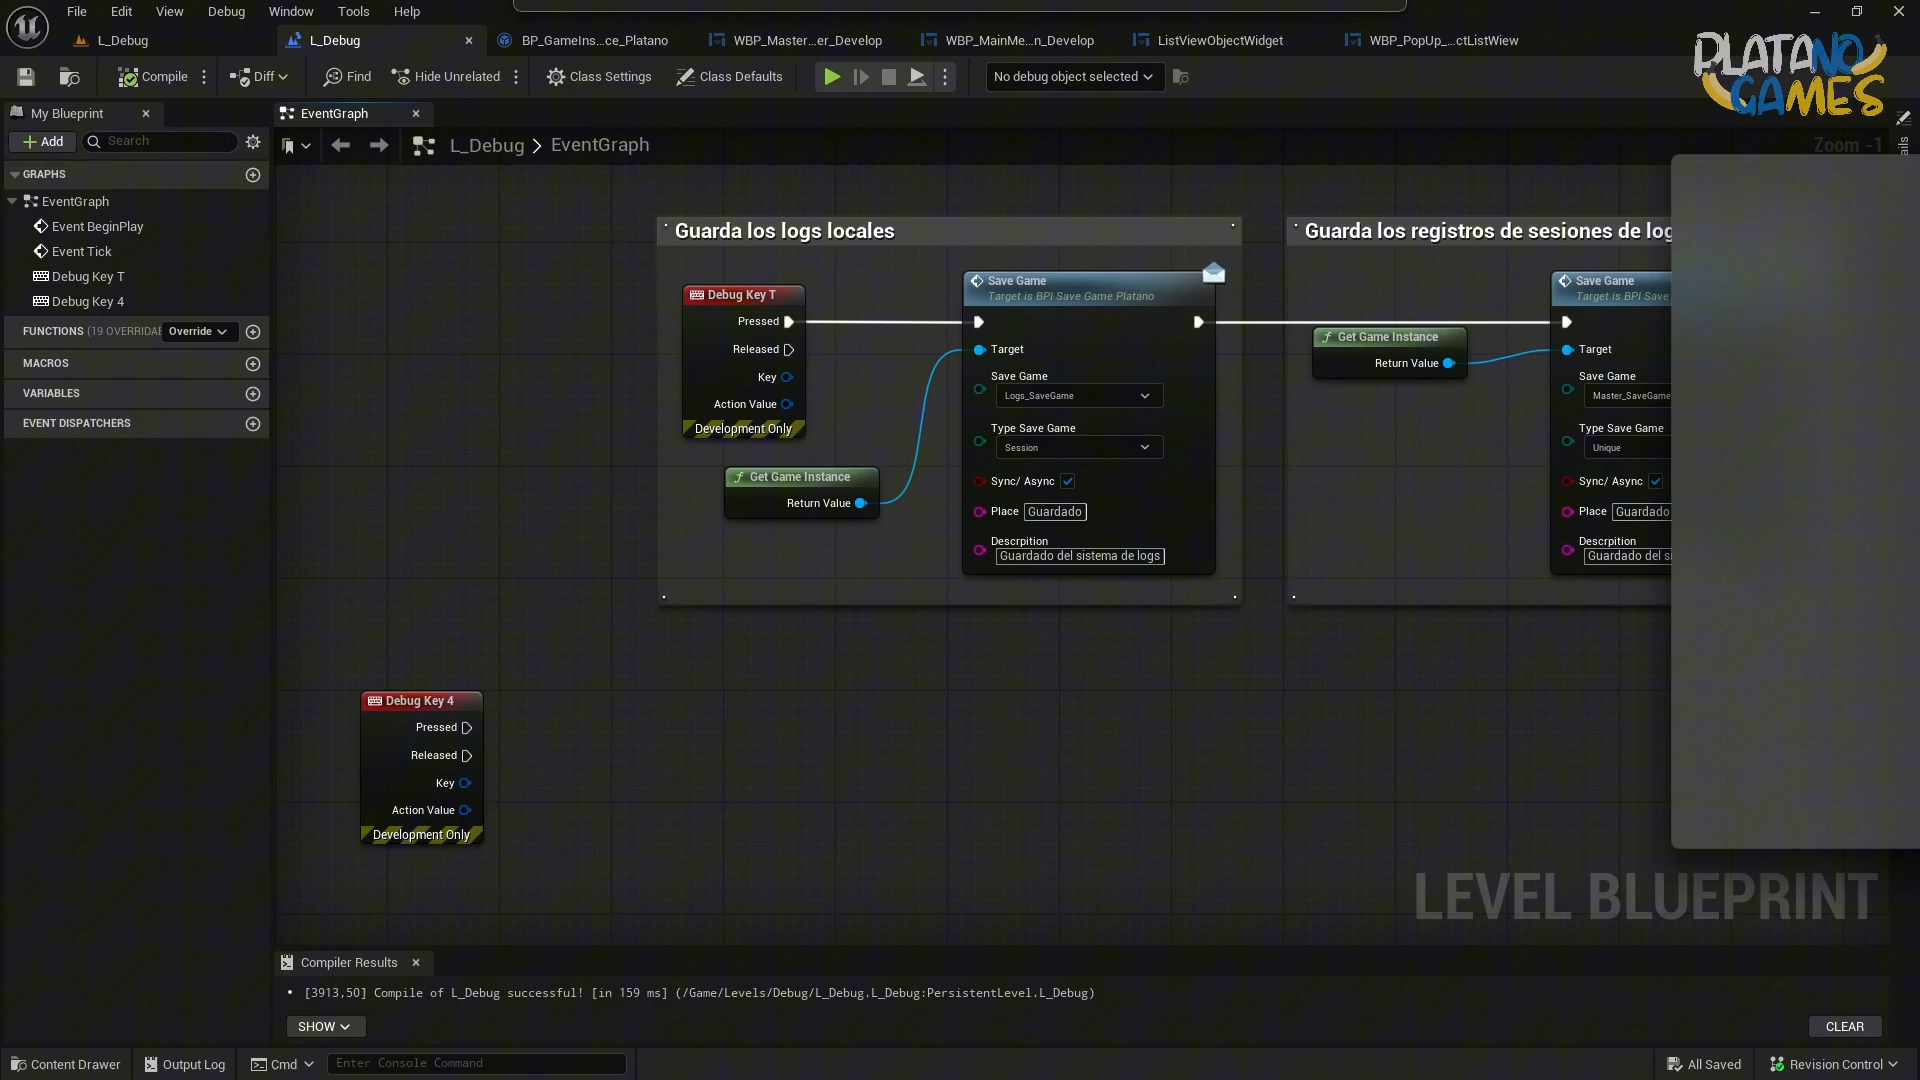 File Edit View Debug Window Tools Help
L_Debug
L_Debug
BP_GameIns...ce_Platano
WBP_Master...er_Develop
WBP_MainMe...n_Develop
ListViewObjectWidget
WBP_PopUp_...ctListWiew
PLATANO GAMES
Compile
Diff
Find
Hide Unrelated
Class Settings
Class Defaults
No debug object selected
My Blueprint
EventGraph
Add
Search
L_Debug > EventGraph
Zoom -1
ails
GRAPHS
EventGraph
Event BeginPlay
Event Tick
Debug Key T
Debug Key 4
FUNCTIONS (19 OVERRIDAB
Override
MACROS
VARIABLES
EVENT DISPATCHERS
Guarda los logs locales
Debug Key T
Pressed
Released
Key
Action Value
Development Only
Get Game Instance
Return Value
Save Game
Target is BPI Save Game Platano
Target
Save Game
Logs_SaveGame
Type Save Game
Session
Sync/ Async
Place Guardado
Descrpition
Guardado del sistema de logs
Guarda los registros de sesiones de log
Get Game Instance
Return Value
Save Game
Target is BPI Save
Target
Save Game
Master_SaveGame
Type Save Game
Unique
Sync/ Async
Place Guardado
Descrpition
Guardado del si
Debug Key 4
Pressed
Released
Key
Action Value
Development Only
LEVEL BLUEPRINT
Compiler Results
• [3913,50] Compile of L_Debug successful! [in 159 ms] (/Game/Levels/Debug/L_Debug.L_Debug:PersistentLevel.L_Debug)
SHOW
CLEAR
Content Drawer
Output Log
Cmd
Enter Console Command
All Saved
Revision Control